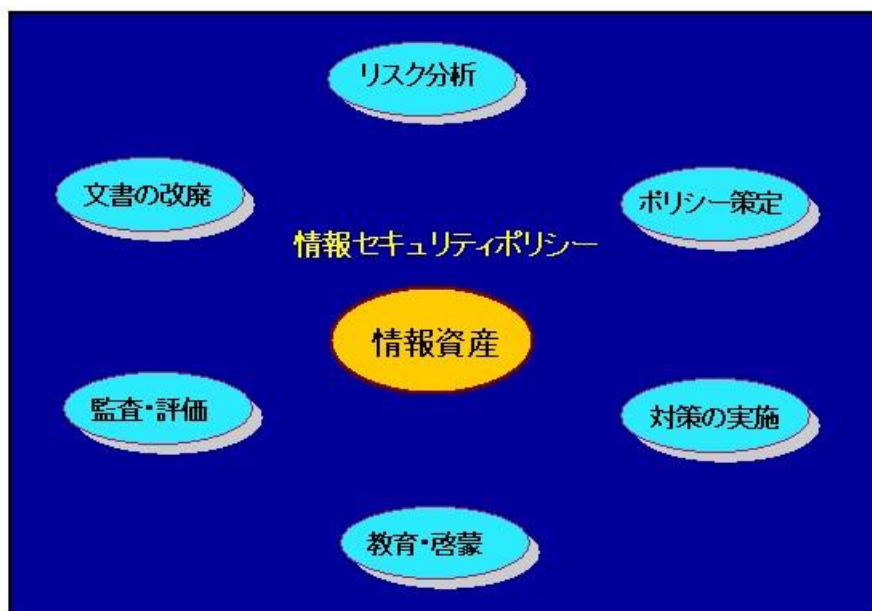 リスク分析
文書の改廃
ポリシー策定
情報セキュリティポリシー
情報資産
監査・評価
対策の実施
教育・啓蒙